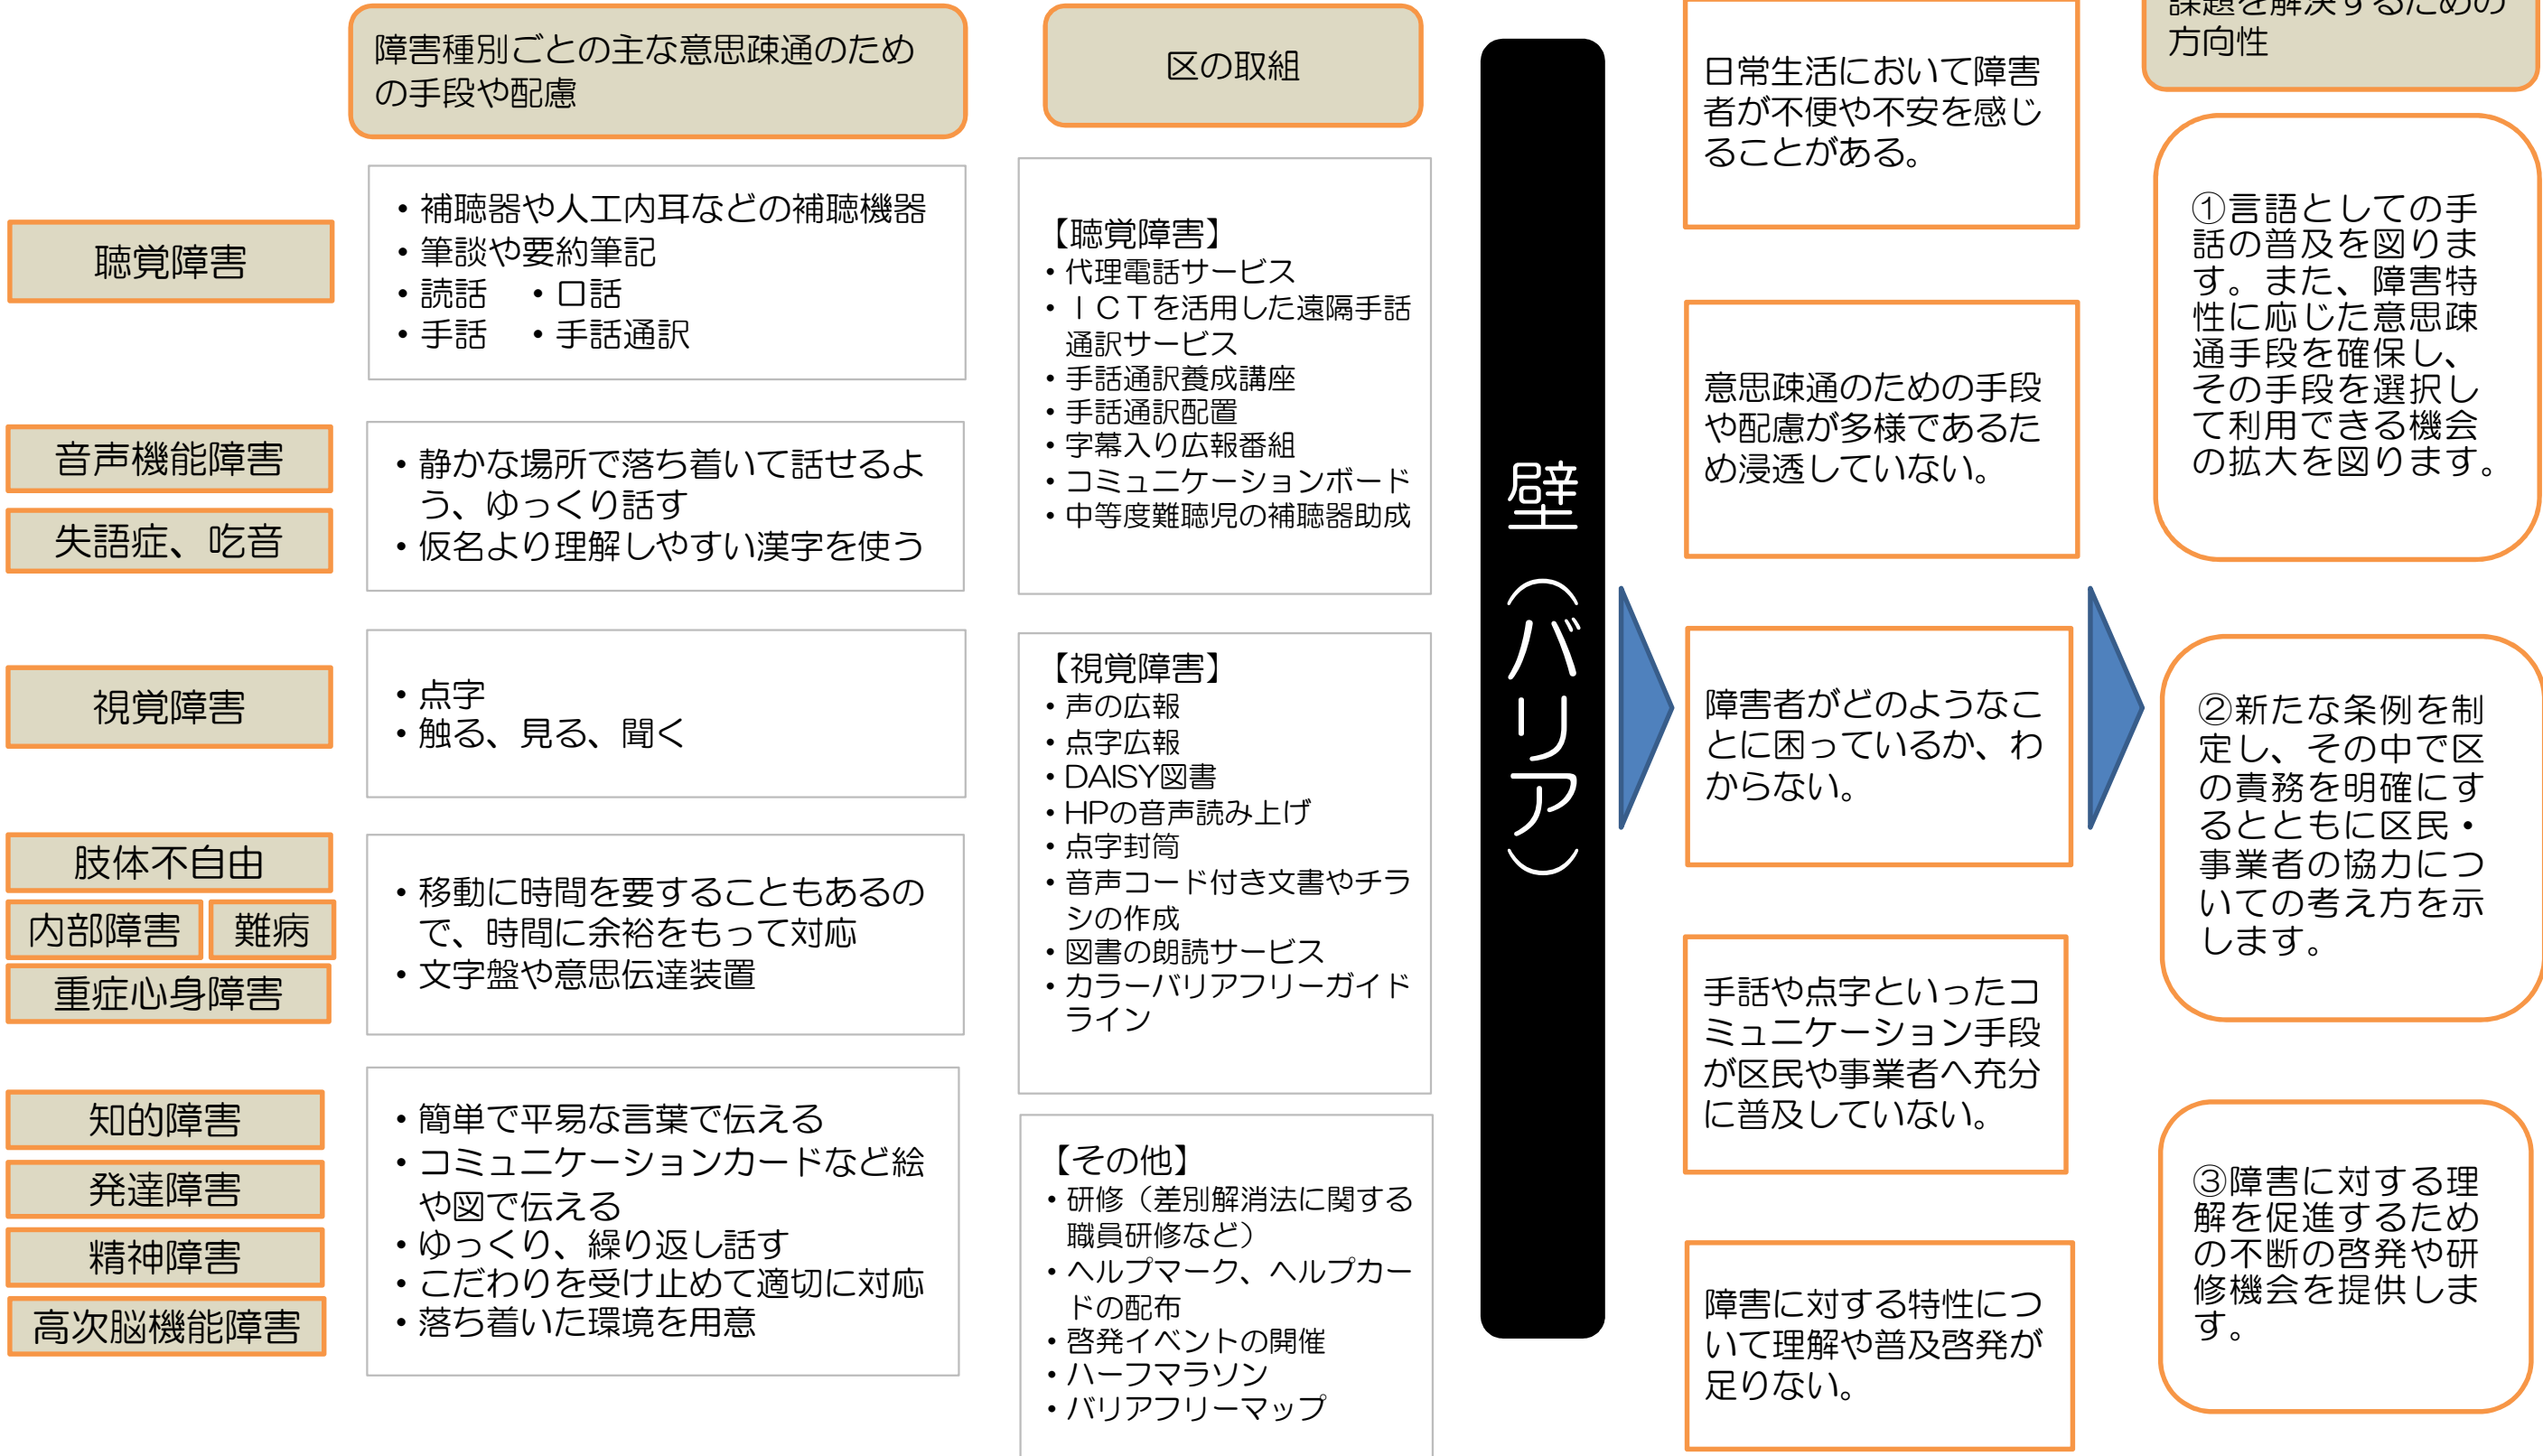 障害種別ごとの主な意思疎通のため
の手段や配慮
聴覚障害
・補聴器や人工内耳などの補聴機器
・筆談や要約筆記
・読話　・口話
・手話　・手話通訳
音声機能障害
失語症、吃音
・静かな場所で落ち着いて話せるよ
う、ゆっくり話す
・仮名より理解しやすい漢字を使う
視覚障害
・点字
・触る、見る、聞く
肢体不自由
内部障害
難病
重症心身障害
・移動に時間を要することもあるの
で、時間に余裕をもって対応
・文字盤や意思伝達装置
知的障害
発達障害
精神障害
高次脳機能障害
・簡単で平易な言葉で伝える
・コミュニケーションカードなど絵
や図で伝える
・ゆっくり、繰り返し話す
・こだわりを受け止めて適切に対応
・落ち着いた環境を用意
区の取組
【聴覚障害】
・代理電話サービス
・ＩＣＴを活用した遠隔手話
通訳サービス
・手話通訳養成講座
・手話通訳配置
・字幕入り広報番組
・コミュニケーションボード
・中等度難聴児の補聴器助成
【視覚障害】
・声の広報
・点字広報
・DAISY図書
・HPの音声読み上げ
・点字封筒
・音声コード付き文書やチラ
シの作成
・図書の朗読サービス
・カラーバリアフリーガイド
ライン
【その他】
・研修（差別解消法に関する
職員研修など）
・ヘルプマーク、ヘルプカー
ドの配布
・啓発イベントの開催
・ハーフマラソン
・バリアフリーマップ
壁（バリア）
日常生活において障害
者が不便や不安を感じ
ることがある。
意思疎通のための手段
や配慮が多様であるた
め浸透していない。
障害者がどのようなこ
とに困っているか、わ
からない。
手話や点字といったコ
ミュニケーション手段
が区民や事業者へ充分
に普及していない。
障害に対する特性につ
いて理解や普及啓発が
足りない。
課題を解決するための
方向性
①言語としての手
話の普及を図りま
す。また、障害特
性に応じた意思疎
通手段を確保し、
その手段を選択し
て利用できる機会
の拡大を図ります。
②新たな条例を制
定し、その中で区
の責務を明確にす
るとともに区民・
事業者の協力につ
いての考え方を示
します。
③障害に対する理
解を促進するため
の不断の啓発や研
修機会を提供しま
す。